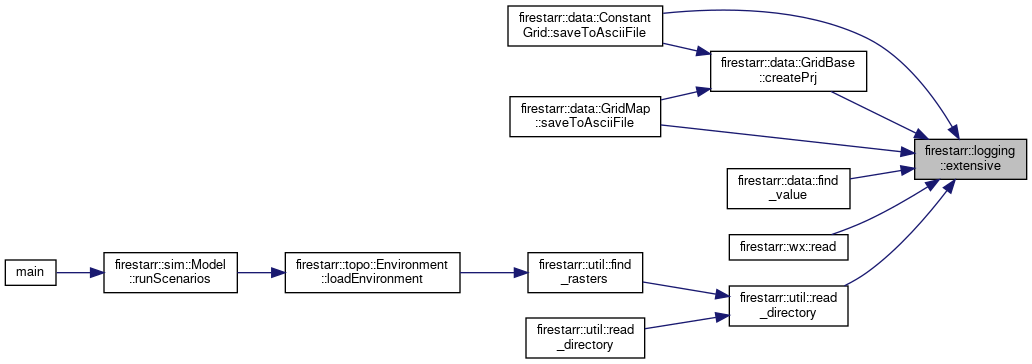 firestarr::data::Constant
Grid::saveToAsciiFile
firestarr::data::GridBase
::createPrj
firestarr::data::GridMap
::saveToAsciiFile
firestarr::logging
::extensive
firestarr::data::find
_value
firestarr::wx::read
main
firestarr::sim::Model
::runScenarios
firestarr::topo::Environment
::loadEnvironment
firestarr::util::find
_rasters
firestarr::util::read
_directory
firestarr::util::read
_directory